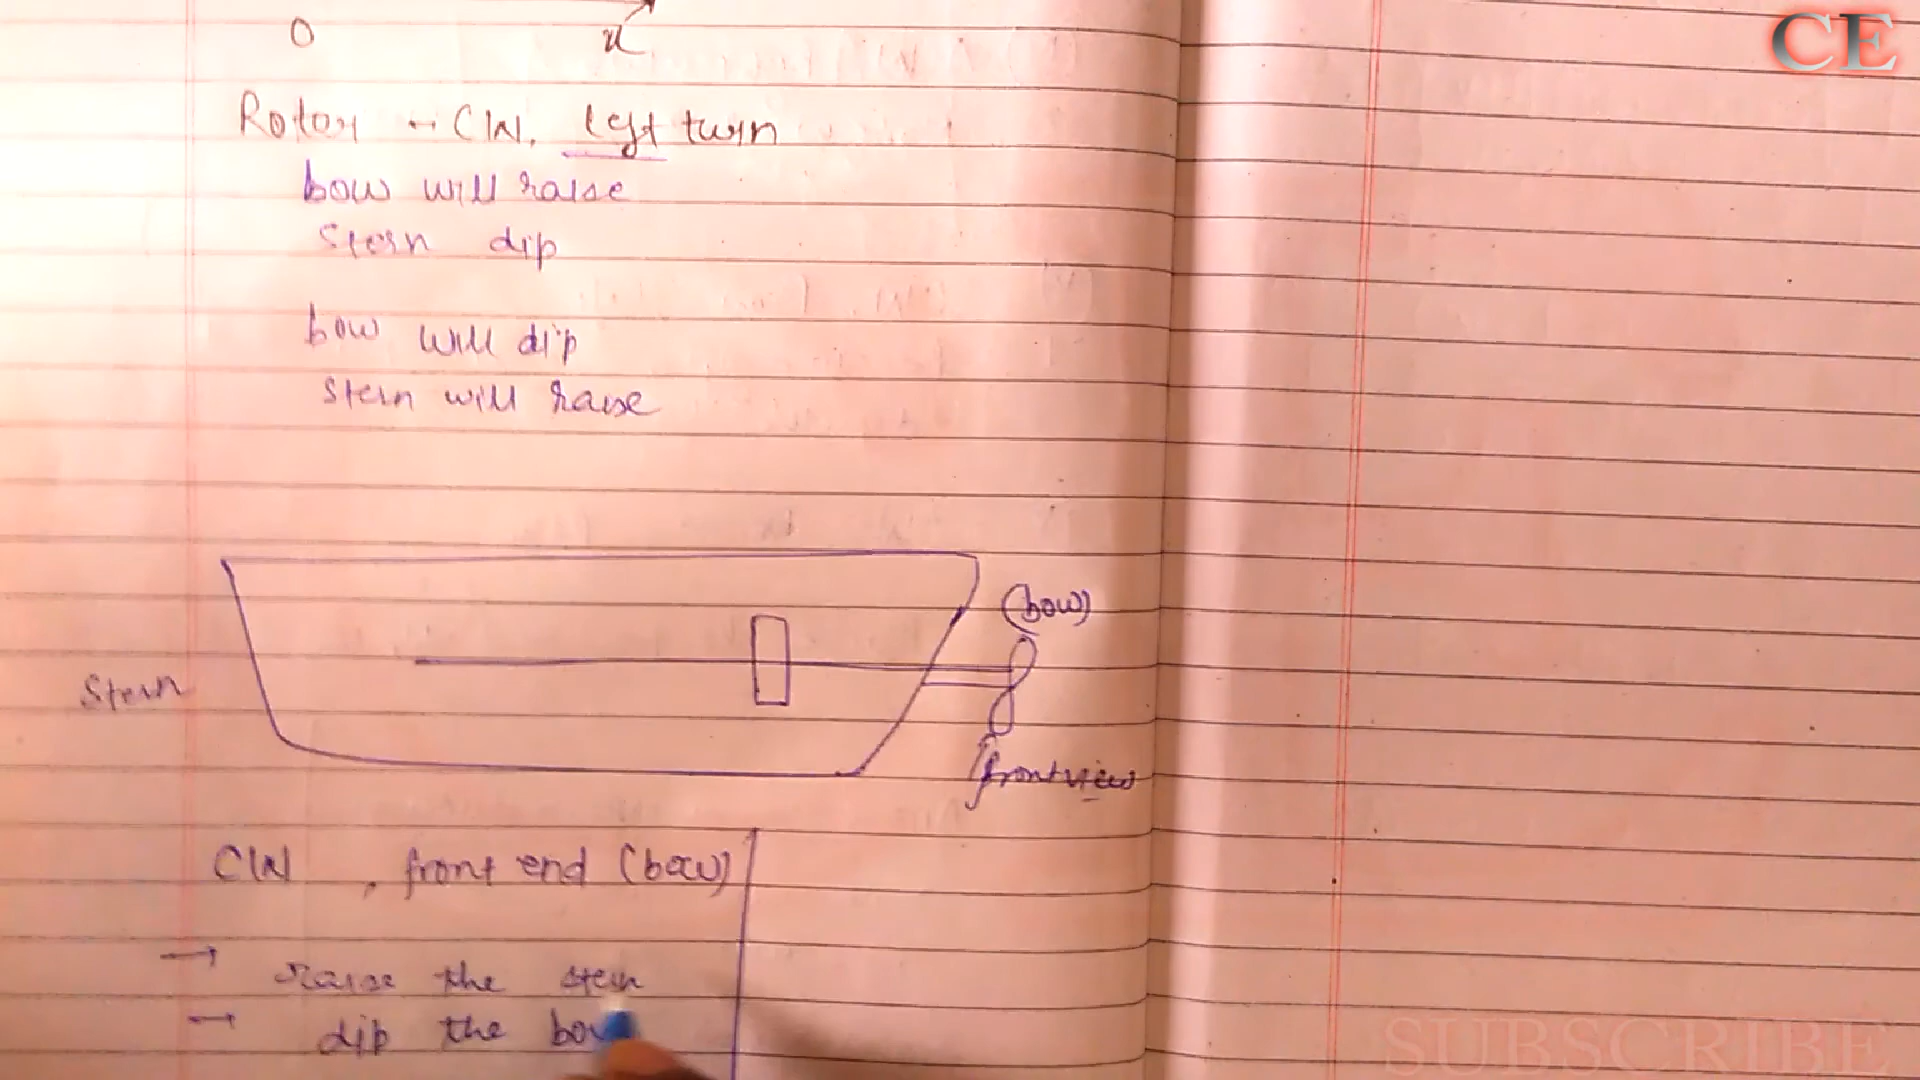 CE
0 x
Rotor - CW, left turn
bow will raise
stern dip
bow will dip
stern will raise
(bow)
Stern
front view
CW , front end (bow)
→ raise the stern
→ dip the bow
SUBSCRIBE